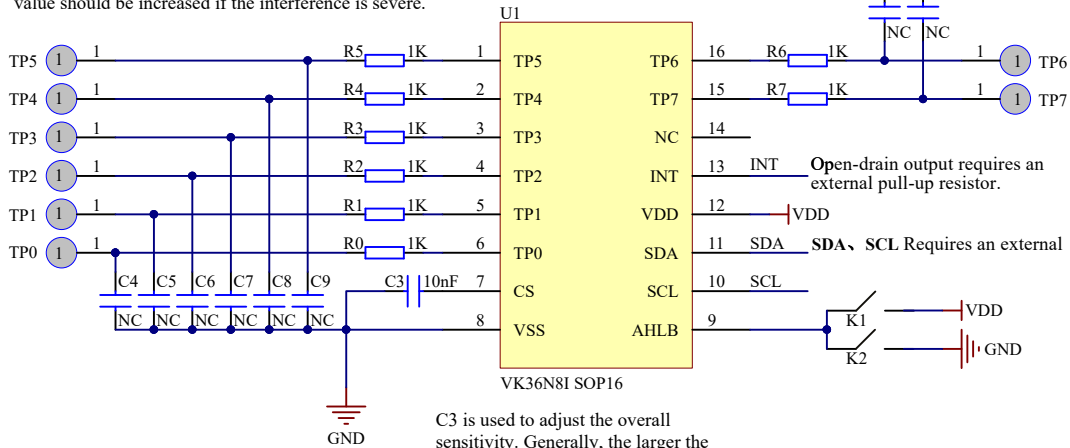 value should be increased if the interference is severe.
U1
NC NC
TP5 1 1 R5 1K 1 TP5 TP6 16 R6 1K 1 1 TP6
TP4 1 1 R4 1K 2 TP4 TP7 15 R7 1K 1 1 TP7
TP3 1 1 R3 1K 3 TP3 NC 14
TP2 1 1 R2 1K 4 TP2 INT 13 INT Open-drain output requires an
external pull-up resistor.
TP1 1 1 R1 1K 5 TP1 VDD 12 VDD
TP0 1 1 R0 1K 6 TP0 SDA 11 SDA SDA、SCL Requires an external
C4 C5 C6 C7 C8 C9 C3 10nF 7 CS SCL 10 SCL
NC NC NC NC NC NC 8 VSS AHLB 9 K1 VDD
K2 GND
VK36N8I SOP16
GND
C3 is used to adjust the overall
sensitivity. Generally, the larger the